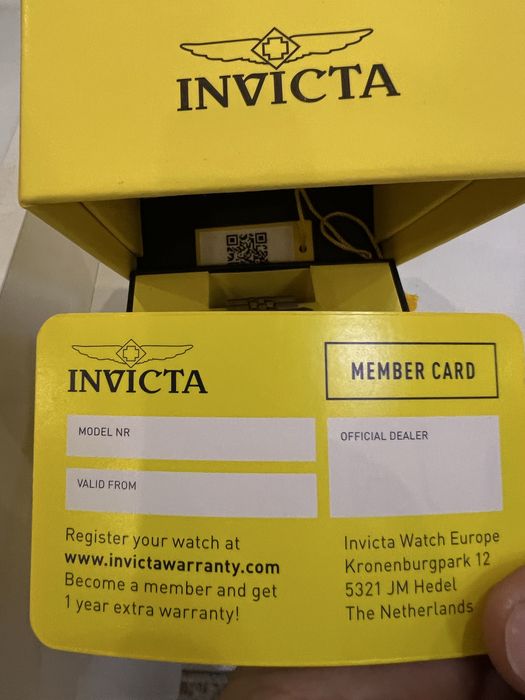 INVICTA
INVICTA
MEMBER CARD
MODEL NR
OFFICIAL DEALER
VALID FROM
Register your watch at
www.invictawarranty.com
Become a member and get
1 year extra warranty!
Invicta Watch Europe
Kronenburgpark 12
5321 JM Hedel
The Netherlands